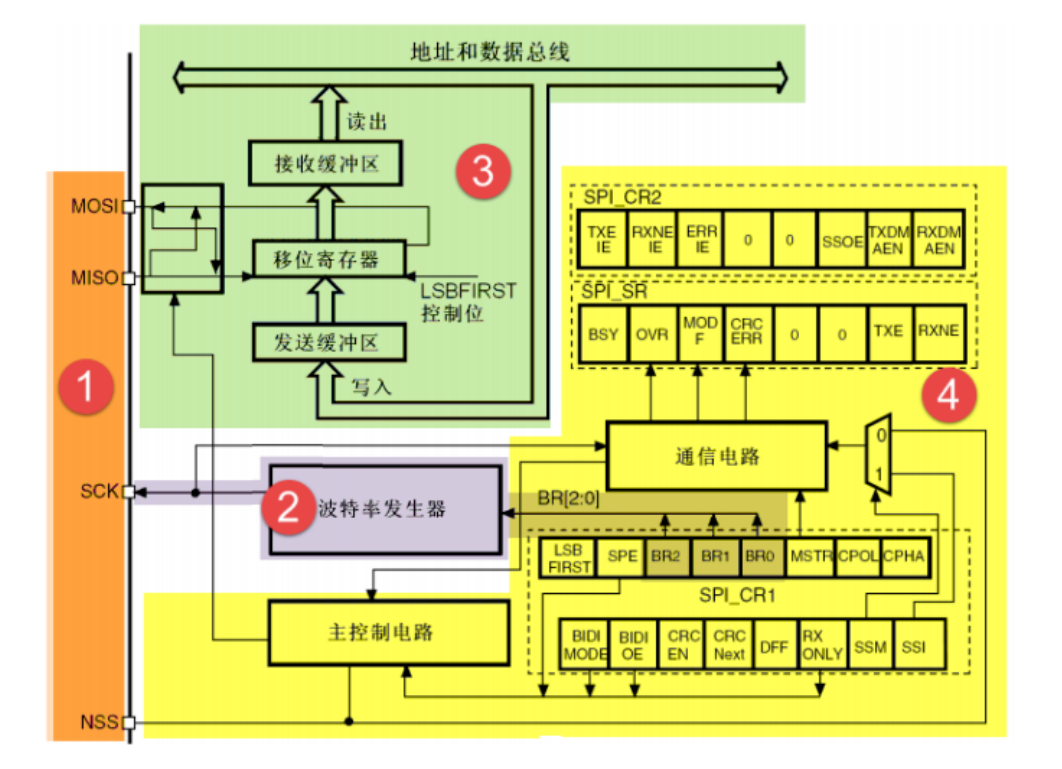 地址和数据总线
读出
接收缓冲区
3
MOSI
移位寄存器
MISO
LSBFIRST
控制位
发送缓冲区
写入
1
SPI_CR2
TXE IE
RXNE IE
ERR IE
0
0
SSOE
TXDM AEN
RXDM AEN
SPI_SR
BSY
OVR
MOD F
CRC ERR
0
0
TXE
RXNE
4
通信电路
0
1
SCK
2
波特率发生器
BR[2:0]
LSB FIRST
SPE
BR2
BR1
BR0
MSTR
CPOL
CPHA
SPI_CR1
主控制电路
BIDI MODE
BIDI OE
CRC EN
CRC Next
DFF
RX ONLY
SSM
SSI
NSS